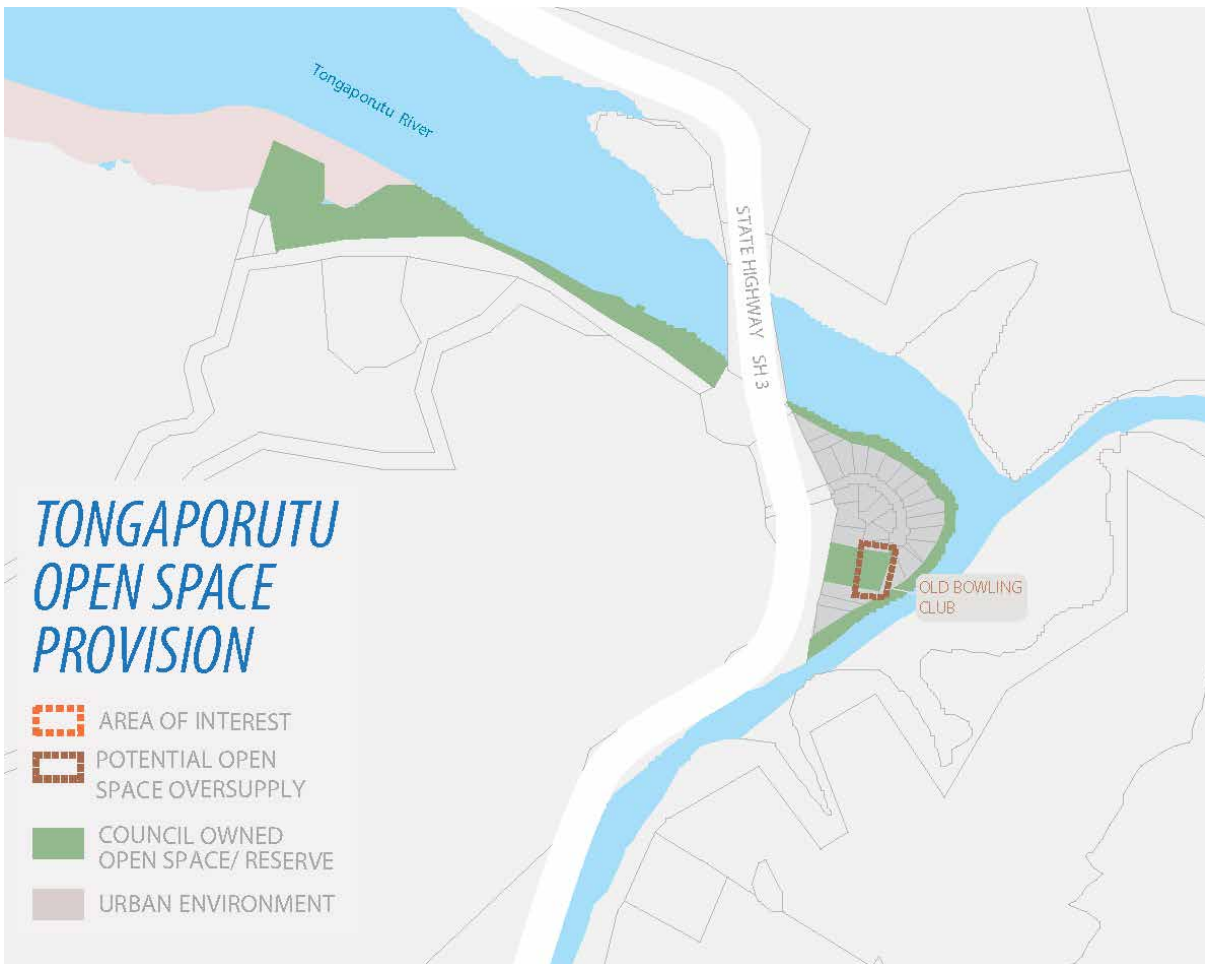 Tongaporutu River
STATE HIGHWAY SH 3
OLD BOWLING
CLUB
TONGAPORUTU
OPEN SPACE
PROVISION
AREA OF INTEREST
POTENTIAL OPEN
SPACE OVERSUPPLY
COUNCIL OWNED
OPEN SPACE/ RESERVE
URBAN ENVIRONMENT